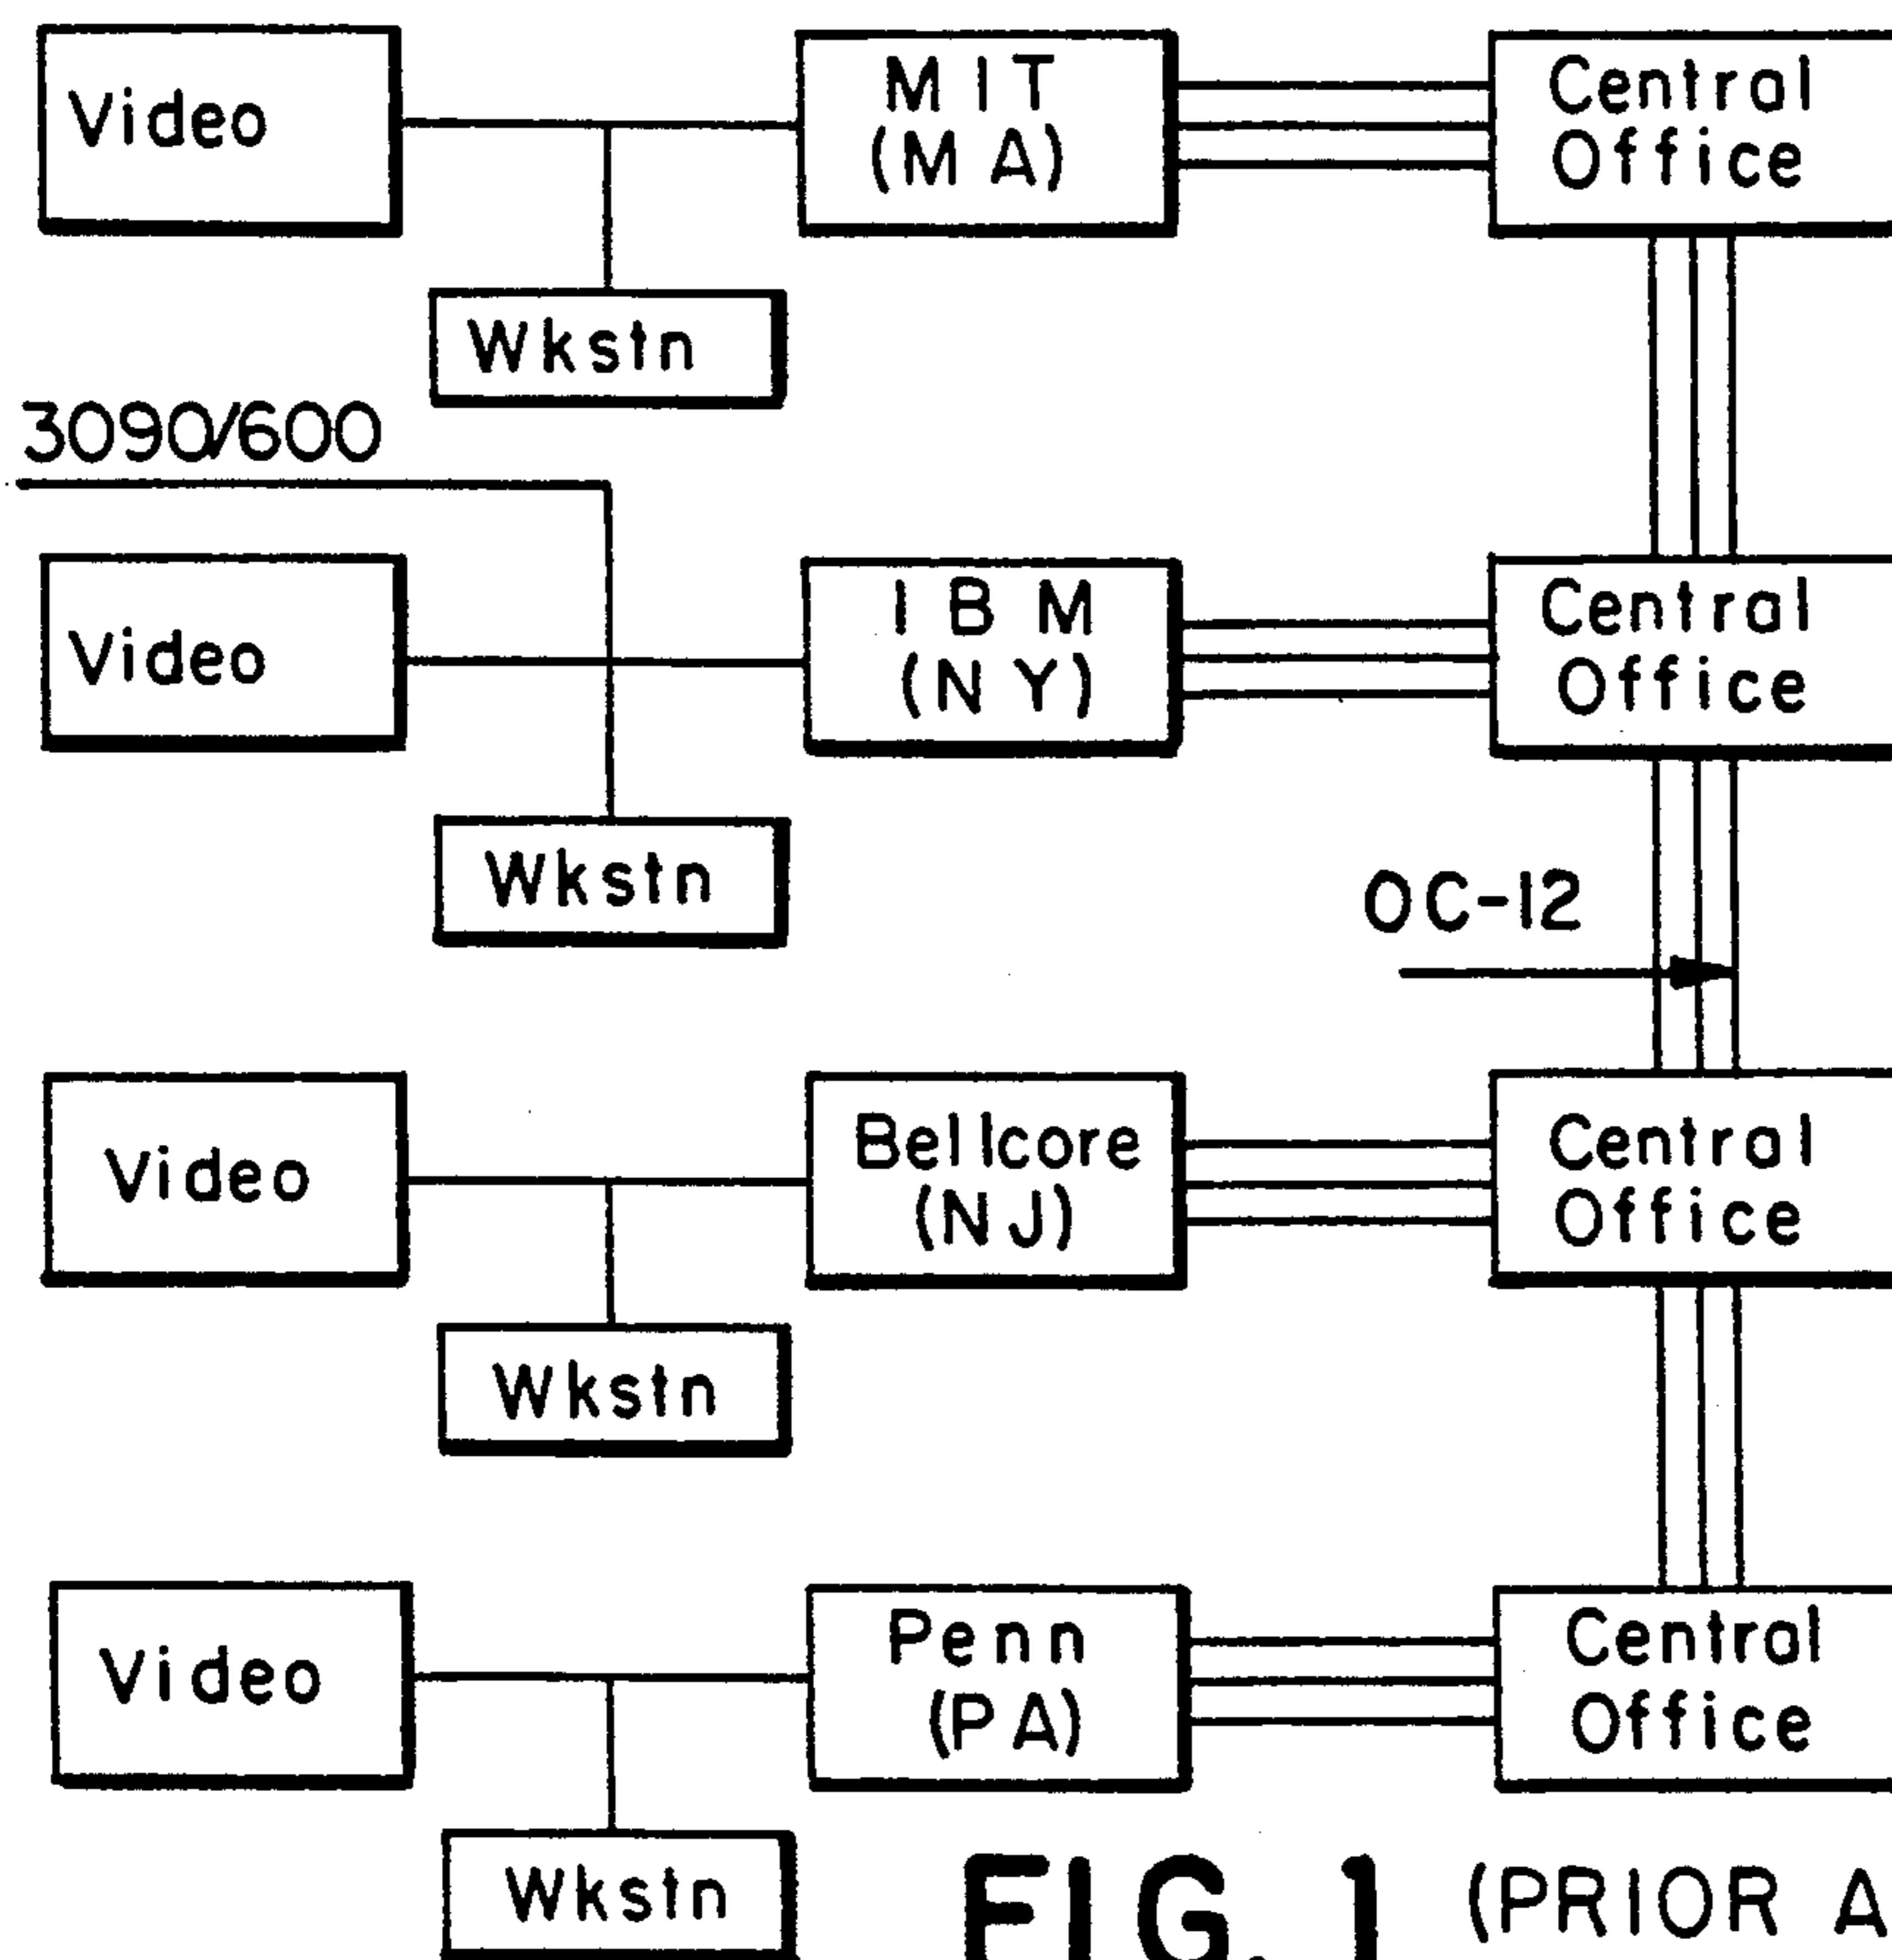 Video
MIT
(MA)
Central
Office
Wkstn
3090/600
Video
IBM
(NY)
Central
Office
Wkstn
OC-12
Video
Bellcore
(NJ)
Central
Office
Wkstn
Video
Penn
(PA)
Central
Office
Wkstn
FIG. 1 (PRIOR A